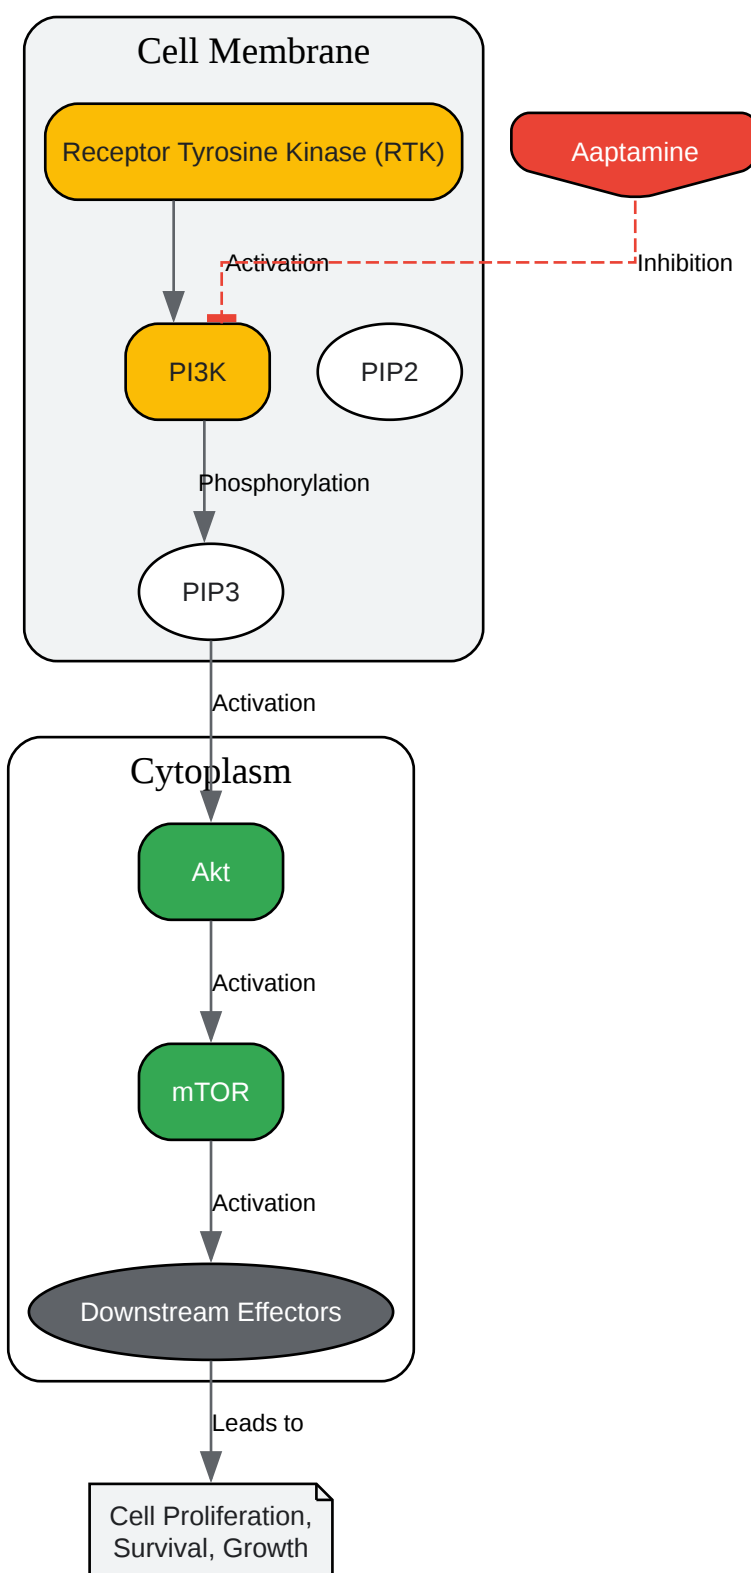 Cell Membrane
Receptor Tyrosine Kinase (RTK)
Aaptamine
Activation
Inhibition
PI3K
PIP2
Phosphorylation
PIP3
Activation
Cytoplasm
Akt
Activation
mTOR
Activation
Downstream Effectors
Leads to
Cell Proliferation,
Survival, Growth